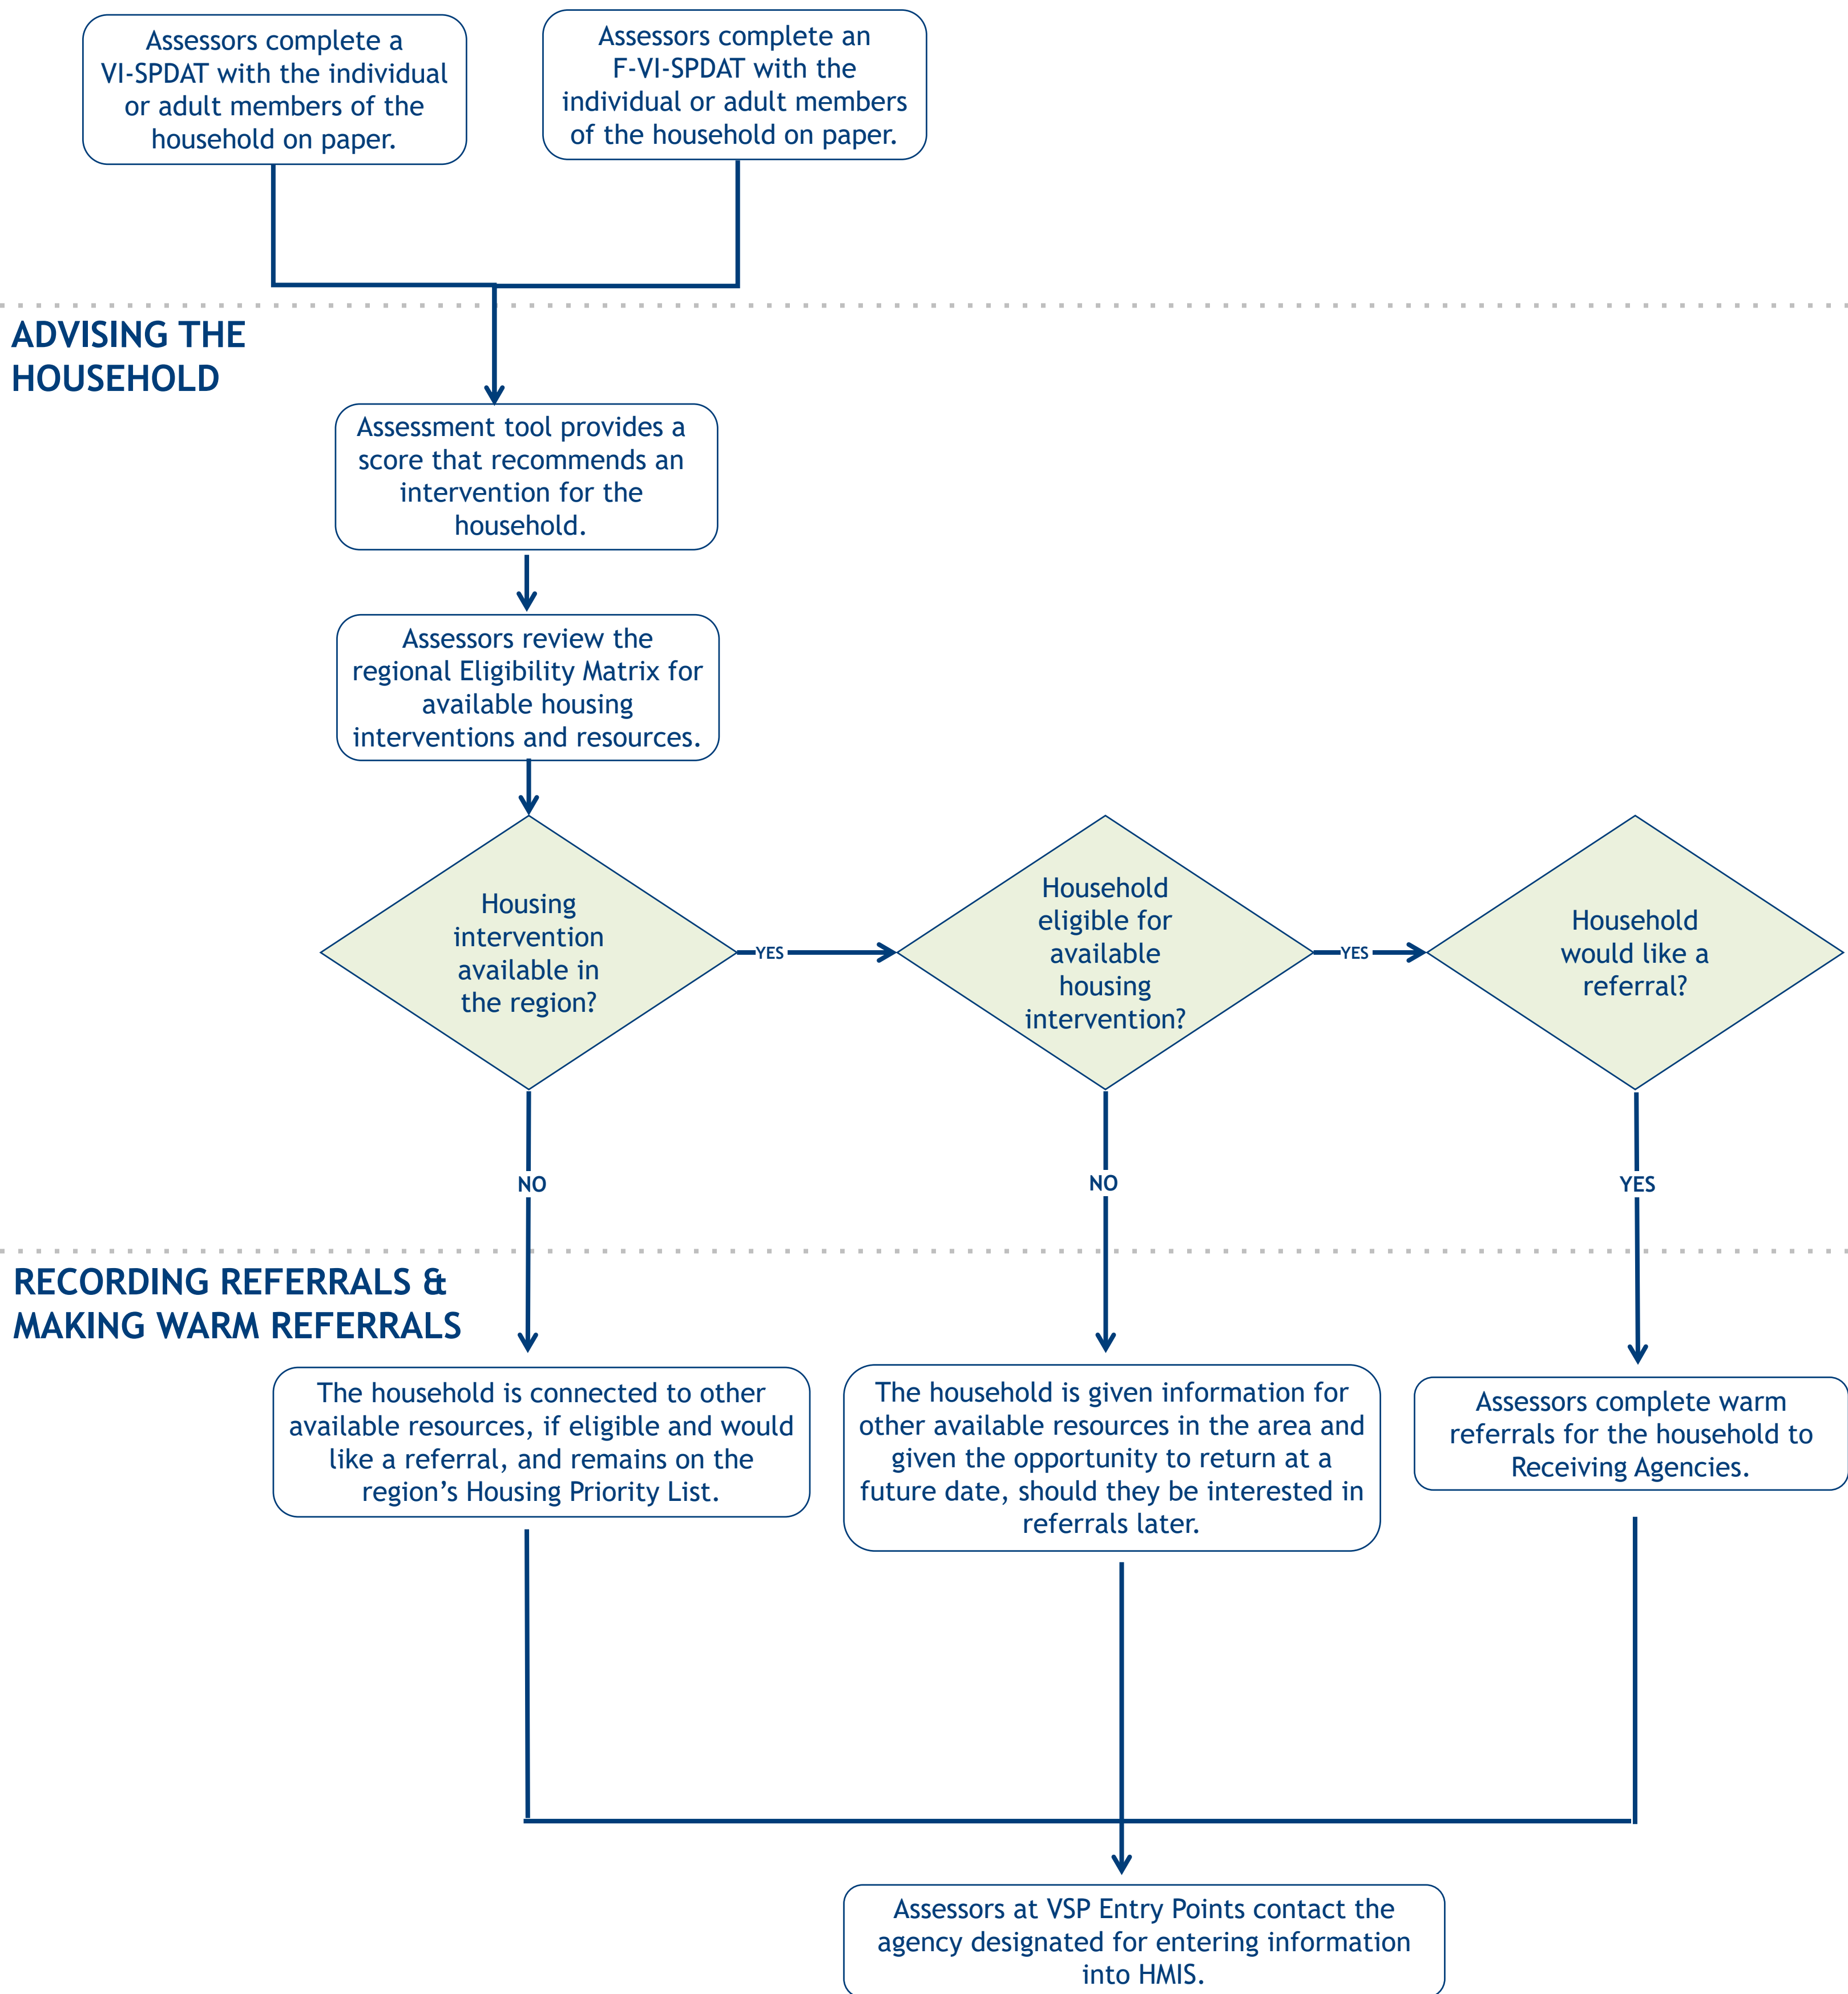 Assessors complete a
VI-SPDAT with the individual
or adult members of the
household on paper.
Assessors complete an
F-VI-SPDAT with the
individual or adult members
of the household on paper.
ADVISING THE
HOUSEHOLD
Assessment tool provides a
score that recommends an
intervention for the
household.
Assessors review the
regional Eligibility Matrix for
available housing
interventions and resources.
Housing
intervention
available in
the region?
YES
Household
eligible for
available
housing
intervention?
YES
Household
would like a
referral?
NO
NO
YES
RECORDING REFERRALS &
MAKING WARM REFERRALS
The household is connected to other
available resources, if eligible and would
like a referral, and remains on the
region’s Housing Priority List.
The household is given information for
other available resources in the area and
given the opportunity to return at a
future date, should they be interested in
referrals later.
Assessors complete warm
referrals for the household to
Receiving Agencies.
Assessors at VSP Entry Points contact the
agency designated for entering information
into HMIS.